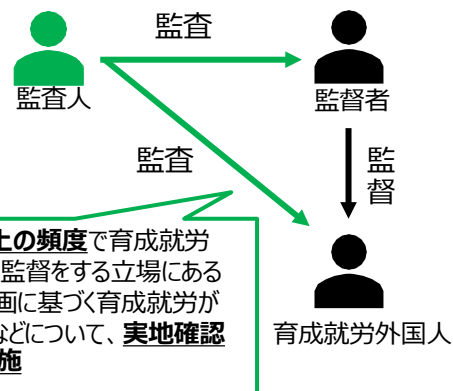 監査
監査人
監督者
監査
監督
上の頻度で育成就労
監督をする立場にある
画に基づく育成就労が
などについて、実地確認
施
育成就労外国人